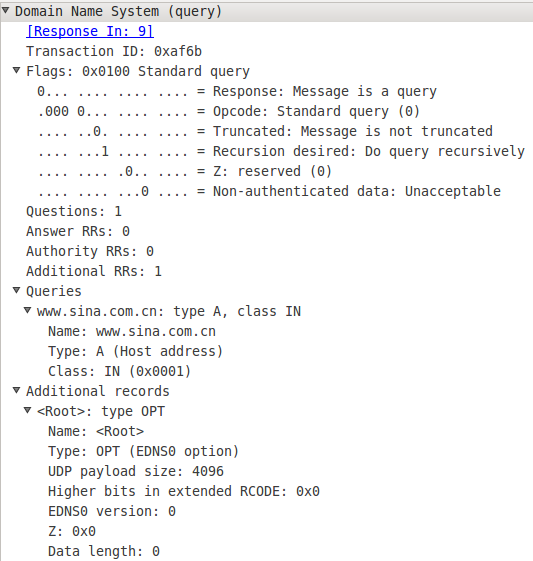 Domain Name System (query)
[Response In: 9]
Transaction ID: 0xaf6b
Flags: 0x0100 Standard query
0... .... .... .... = Response: Message is a query
.000 0... .... .... = Opcode: Standard query (0)
.... ..0. .... .... = Truncated: Message is not truncated
.... ...1 .... .... = Recursion desired: Do query recursively
.... .... .0.. .... = Z: reserved (0)
.... .... ...0 .... = Non-authenticated data: Unacceptable
Questions: 1
Answer RRs: 0
Authority RRs: 0
Additional RRs: 1
Queries
www.sina.com.cn: type A, class IN
Name: www.sina.com.cn
Type: A (Host address)
Class: IN (0x0001)
Additional records
<Root>: type OPT
Name: <Root>
Type: OPT (EDNS0 option)
UDP payload size: 4096
Higher bits in extended RCODE: 0x0
EDNS0 version: 0
Z: 0x0
Data length: 0